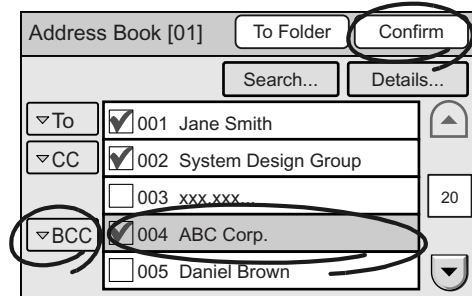 Address Book [01] To Folder Confirm
Search... Details...
▿To 001 Jane Smith
▿CC 002 System Design Group
003 xxx.xxx...
20
▿BCC 004 ABC Corp.
005 Daniel Brown